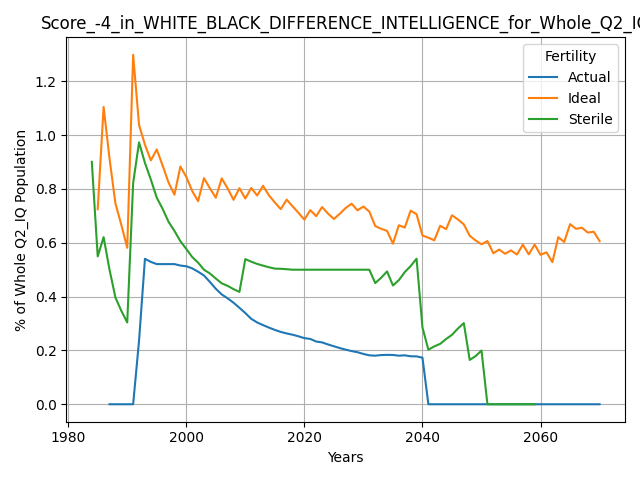 Score_-4_in_WHITE_BLACK_DIFFERENCE_INTELLIGENCE_for_Whole_Q2_IQ
1.2
1.0
0.8
0.6
0.4
0.2
0.0
% of Whole Q2_IQ Population
Fertility
Actual
Ideal
Sterile
1980 2000 2020 2040 2060
Years